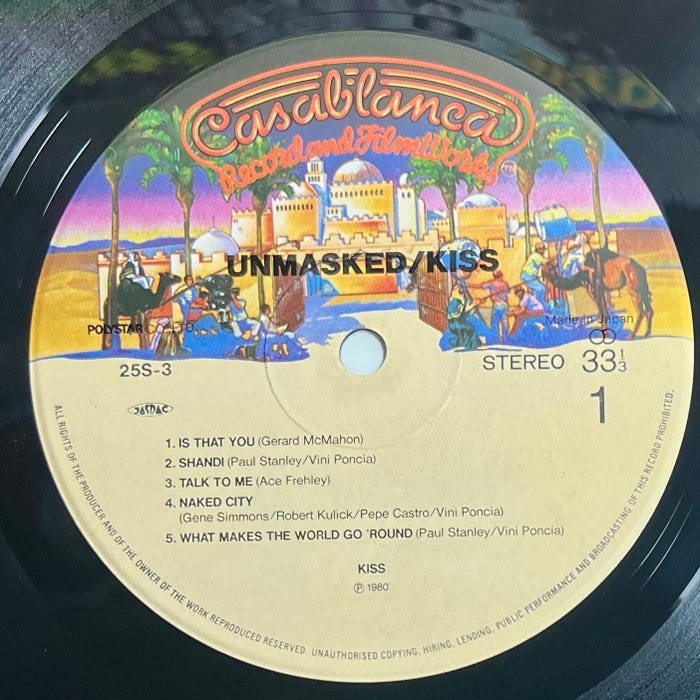 Casablanca
Record and FilmWorks
UNMASKED/KISS
POLYSTAR CO., LTD.
Made in Japan
25S-3
STEREO 33 1/3
JASRAC
1
1. IS THAT YOU (Gerard McMahon)
2. SHANDI (Paul Stanley/Vini Poncia)
3. TALK TO ME (Ace Frehley)
4. NAKED CITY
(Gene Simmons/Robert Kulick/Pepe Castro/Vini Poncia)
5. WHAT MAKES THE WORLD GO 'ROUND (Paul Stanley/Vini Poncia)
KISS
Ⓟ 1980
ALL RIGHTS OF THE PRODUCER AND OF THE OWNER OF THE WORK REPRODUCED RESERVED. UNAUTHORISED COPYING, HIRING, LENDING, PUBLIC PERFORMANCE AND BROADCASTING OF THIS RECORD PROHIBITED.